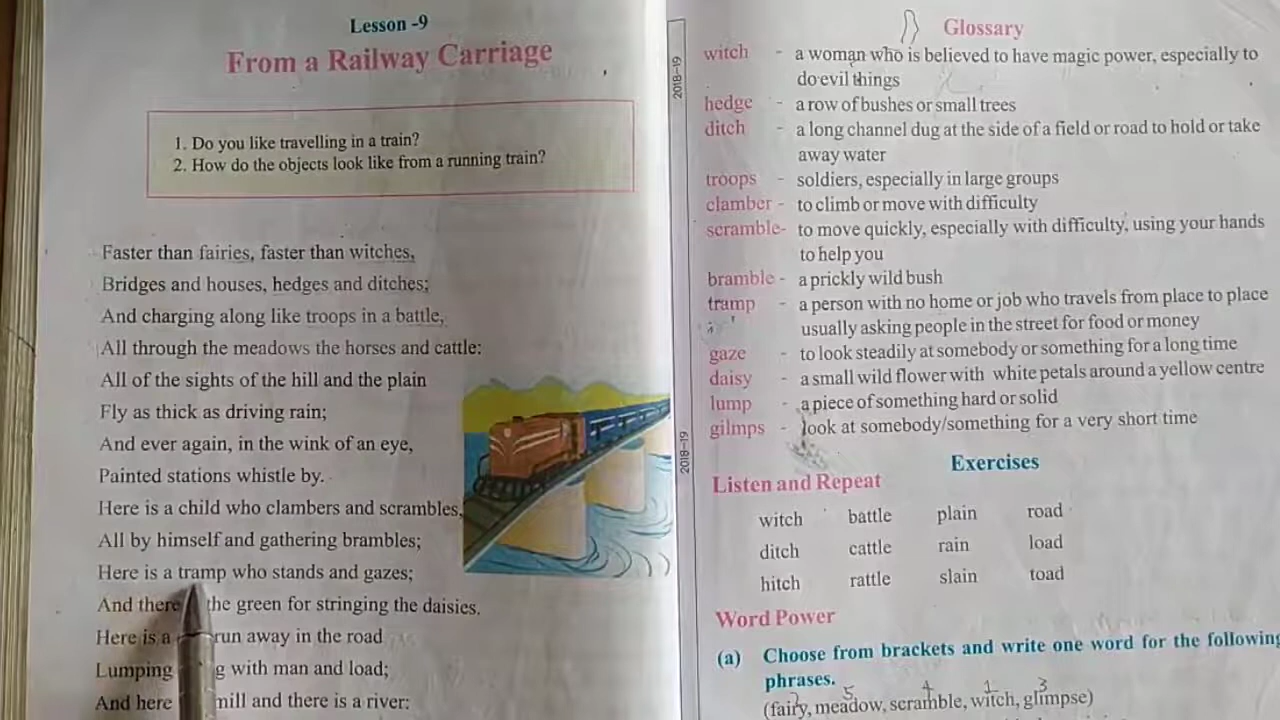 Lesson -9
From a Railway Carriage
1. Do you like travelling in a train?
2. How do the objects look like from a running train?
Faster than fairies, faster than witches,
Bridges and houses, hedges and ditches;
And charging along like troops in a battle,
All through the meadows the horses and cattle:
All of the sights of the hill and the plain
Fly as thick as driving rain;
And ever again, in the wink of an eye,
Painted stations whistle by.
Here is a child who clambers and scrambles,
All by himself and gathering brambles;
Here is a tramp who stands and gazes;
And there the green for stringing the daisies.
Here is a run away in the road
Lumping g with man and load;
And here mill and there is a river:
2018-19
2018-19
Glossary
witch - a woman who is believed to have magic power, especially to
do evil things
hedge - a row of bushes or small trees
ditch - a long channel dug at the side of a field or road to hold or take
away water
troops - soldiers, especially in large groups
clamber - to climb or move with difficulty
scramble- to move quickly, especially with difficulty, using your hands
to help you
bramble - a prickly wild bush
tramp - a person with no home or job who travels from place to place
usually asking people in the street for food or money
gaze - to look steadily at somebody or something for a long time
daisy - a small wild flower with white petals around a yellow centre
lump - a piece of something hard or solid
gilmps - look at somebody/something for a very short time
Exercises
Listen and Repeat
witch battle plain road
ditch cattle rain load
hitch rattle slain toad
Word Power
(a) Choose from brackets and write one word for the following
phrases.
5 4 1 3
(fairy, meadow, scramble, witch, glimpse)